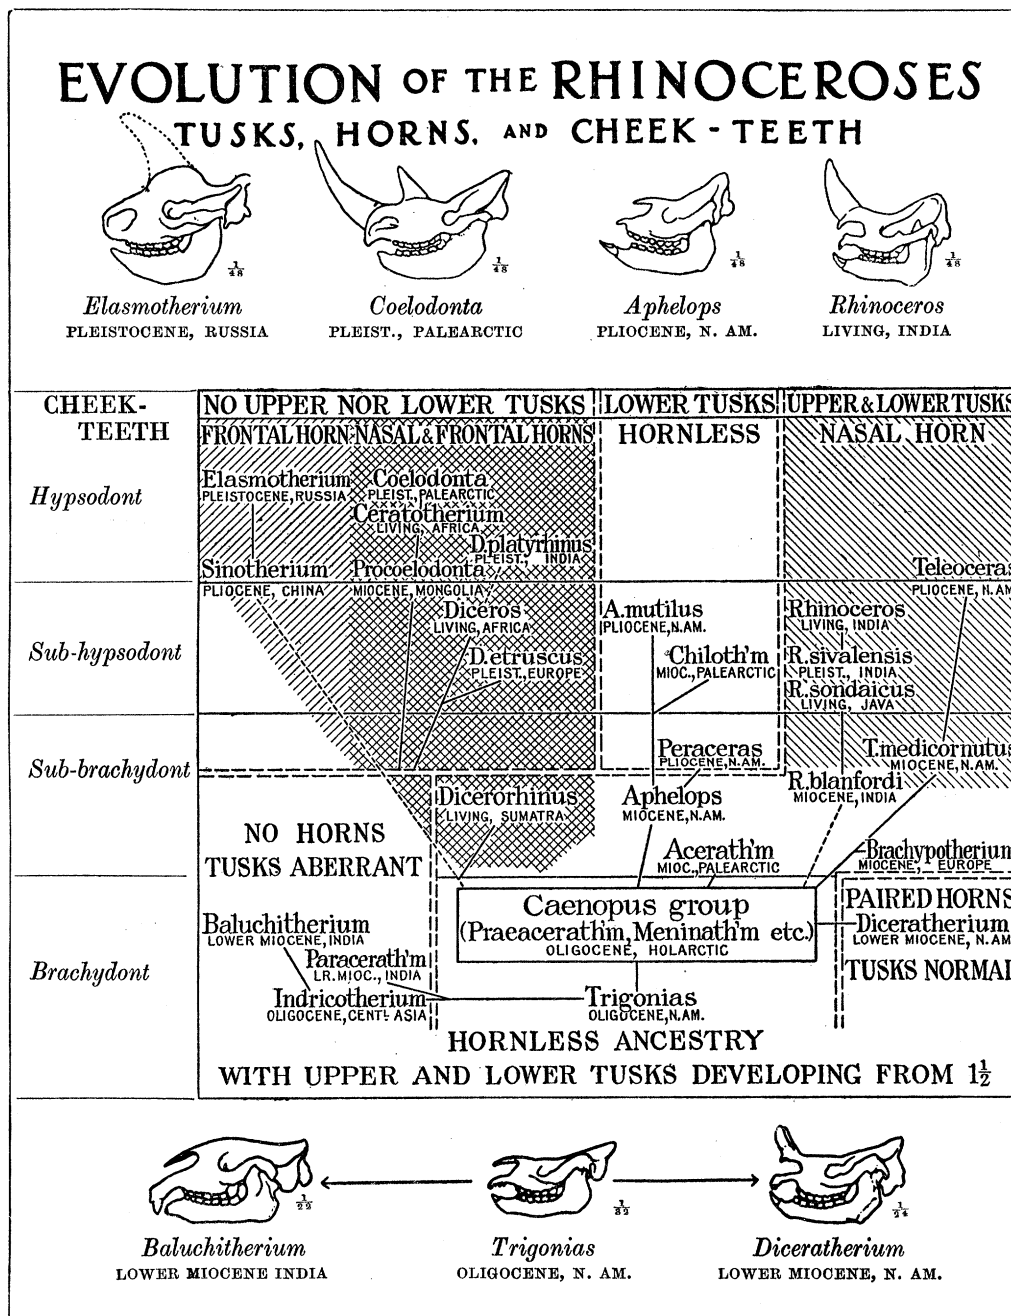 EVOLUTION OF THE RHINOCEROSES
TUSKS, HORNS, AND CHEEK-TEETH
1/48
1/48
1/48
1/48
Elasmotherium
PLEISTOCENE, RUSSIA
Coelodonta
PLEIST., PALEARCTIC
Aphelops
PLIOCENE, N. AM.
Rhinoceros
LIVING, INDIA
CHEEK-
TEETH
NO UPPER NOR LOWER TUSKS
LOWER TUSKS
UPPER & LOWER TUSKS
FRONTAL HORN
NASAL & FRONTAL HORNS
HORNLESS
NASAL HORN
Hypsodont
Elasmotherium
PLEISTOCENE, RUSSIA
Coelodonta
PLEIST., PALEARCTIC
Ceratotherium
LIVING, AFRICA
D. platyrhinus
PLEIST., INDIA
Sinotherium
PLIOCENE, CHINA
Procoelodonta
MIOCENE, MONGOLIA
Teleoceras
PLIOCENE, N. AM
Sub-hypsodont
Diceros
LIVING, AFRICA
D. etruscus
PLEIST., EUROPE
A. mutilus
PLIOCENE, N. AM.
Chiloth'm
MIOC., PALEARCTIC
Rhinoceros
LIVING, INDIA
R. sivalensis
PLEIST., INDIA
R. sondaicus
LIVING, JAVA
Sub-brachydont
Peraceras
PLIOCENE, N. AM.
T. medicornutus
MIOCENE, N. AM.
R. blanfordi
MIOCENE, INDIA
Dicerorhinus
LIVING, SUMATRA
Aphelops
MIOCENE, N. AM.
NO HORNS
TUSKS ABERRANT
Acerath'm
MIOC., PALEARCTIC
Brachypotherium
MIOCENE, EUROPE
Brachydont
Baluchitherium
LOWER MIOCENE, INDIA
Paracerath'm
LR. MIOC., INDIA
Indricotherium
OLIGOCENE, CENTL. ASIA
Caenopus group
(Praeacerath'm, Meninath'm etc.)
OLIGOCENE, HOLARCTIC
Trigonias
OLIGOCENE, N. AM.
PAIRED HORNS
Diceratherium
LOWER MIOCENE, N. AM
TUSKS NORMAL
HORNLESS ANCESTRY
WITH UPPER AND LOWER TUSKS DEVELOPING FROM 1½
1/22
1/32
1/24
Baluchitherium
LOWER MIOCENE INDIA
Trigonias
OLIGOCENE, N. AM.
Diceratherium
LOWER MIOCENE, N. AM.